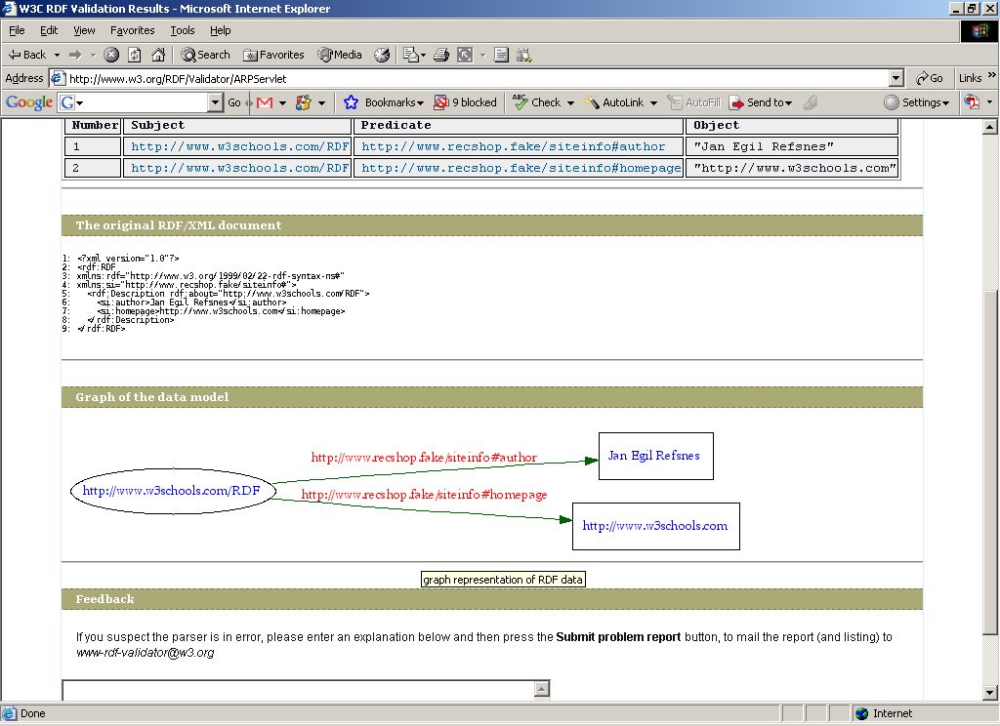 W3C RDF Validation Results - Microsoft Internet Explorer
File Edit View Favorites Tools Help
Back Search Favorites Media
Address http://www.w3.org/RDF/Validator/ARPServlet Go Links »
Google G Go Bookmarks 9 blocked ABC Check AutoLink AutoFill Send to Settings
Number Subject Predicate Object
1 http://www.w3schools.com/RDF http://www.recshop.fake/siteinfo#author "Jan Egil Refsnes"
2 http://www.w3schools.com/RDF http://www.recshop.fake/siteinfo#homepage "http://www.w3schools.com"
The original RDF/XML document
1: <?xml version="1.0"?>
2: <rdf:RDF
3: xmlns:rdf="http://www.w3.org/1999/02/22-rdf-syntax-ns#"
4: xmlns:si="http://www.recshop.fake/siteinfo#">
5: <rdf:Description rdf:about="http://www.w3schools.com/RDF">
6: <si:author>Jan Egil Refsnes</si:author>
7: <si:homepage>http://www.w3schools.com</si:homepage>
8: </rdf:Description>
9: </rdf:RDF>
Graph of the data model
http://www.recshop.fake/siteinfo#author Jan Egil Refsnes
http://www.w3schools.com/RDF
http://www.recshop.fake/siteinfo#homepage
http://www.w3schools.com
graph representation of RDF data
Feedback
If you suspect the parser is in error, please enter an explanation below and then press the Submit problem report button, to mail the report (and listing) to
www-rdf-validator@w3.org
Done Internet